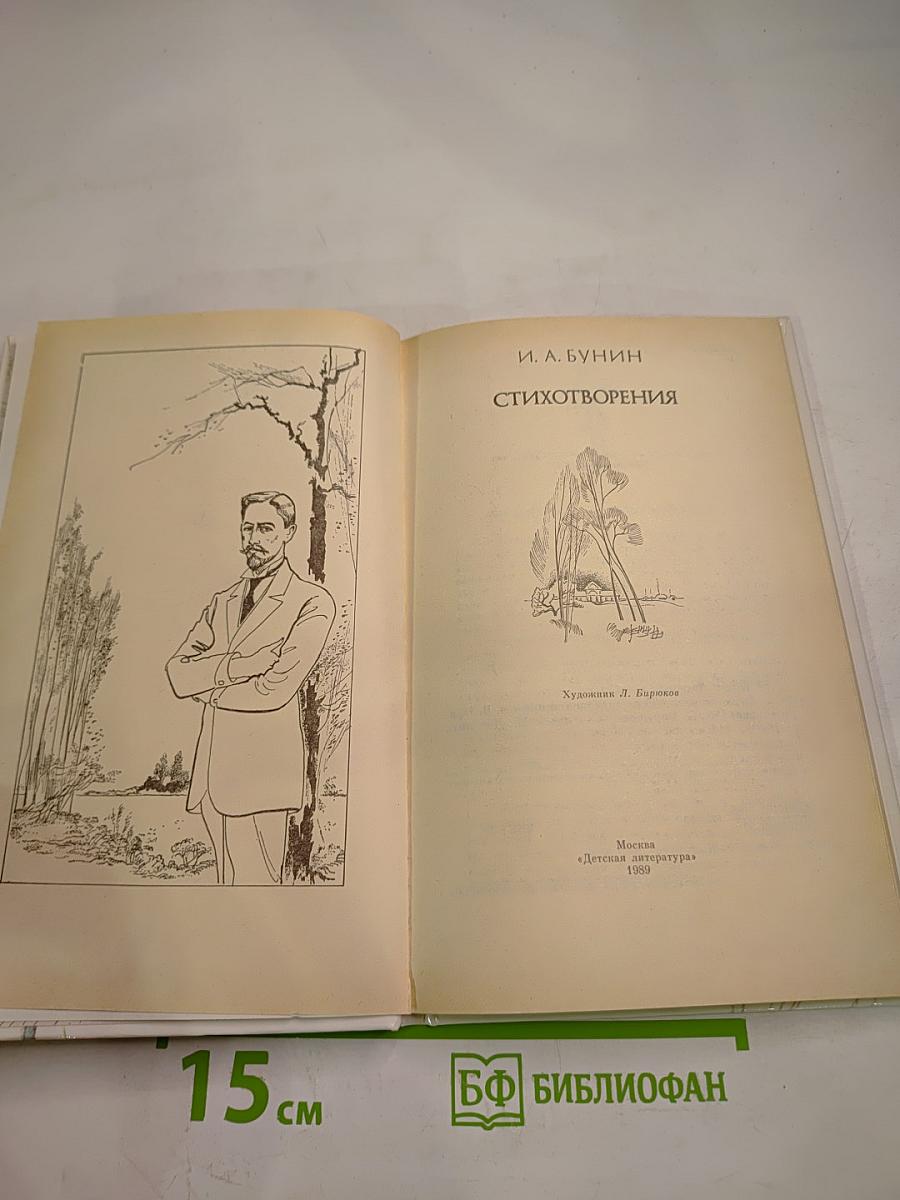 И. А. БУНИН
СТИХОТВОРЕНИЯ
Художник Л. Бирюков
Москва
«Детская литература»
1989
15 см
БФ БИБЛИОФАН